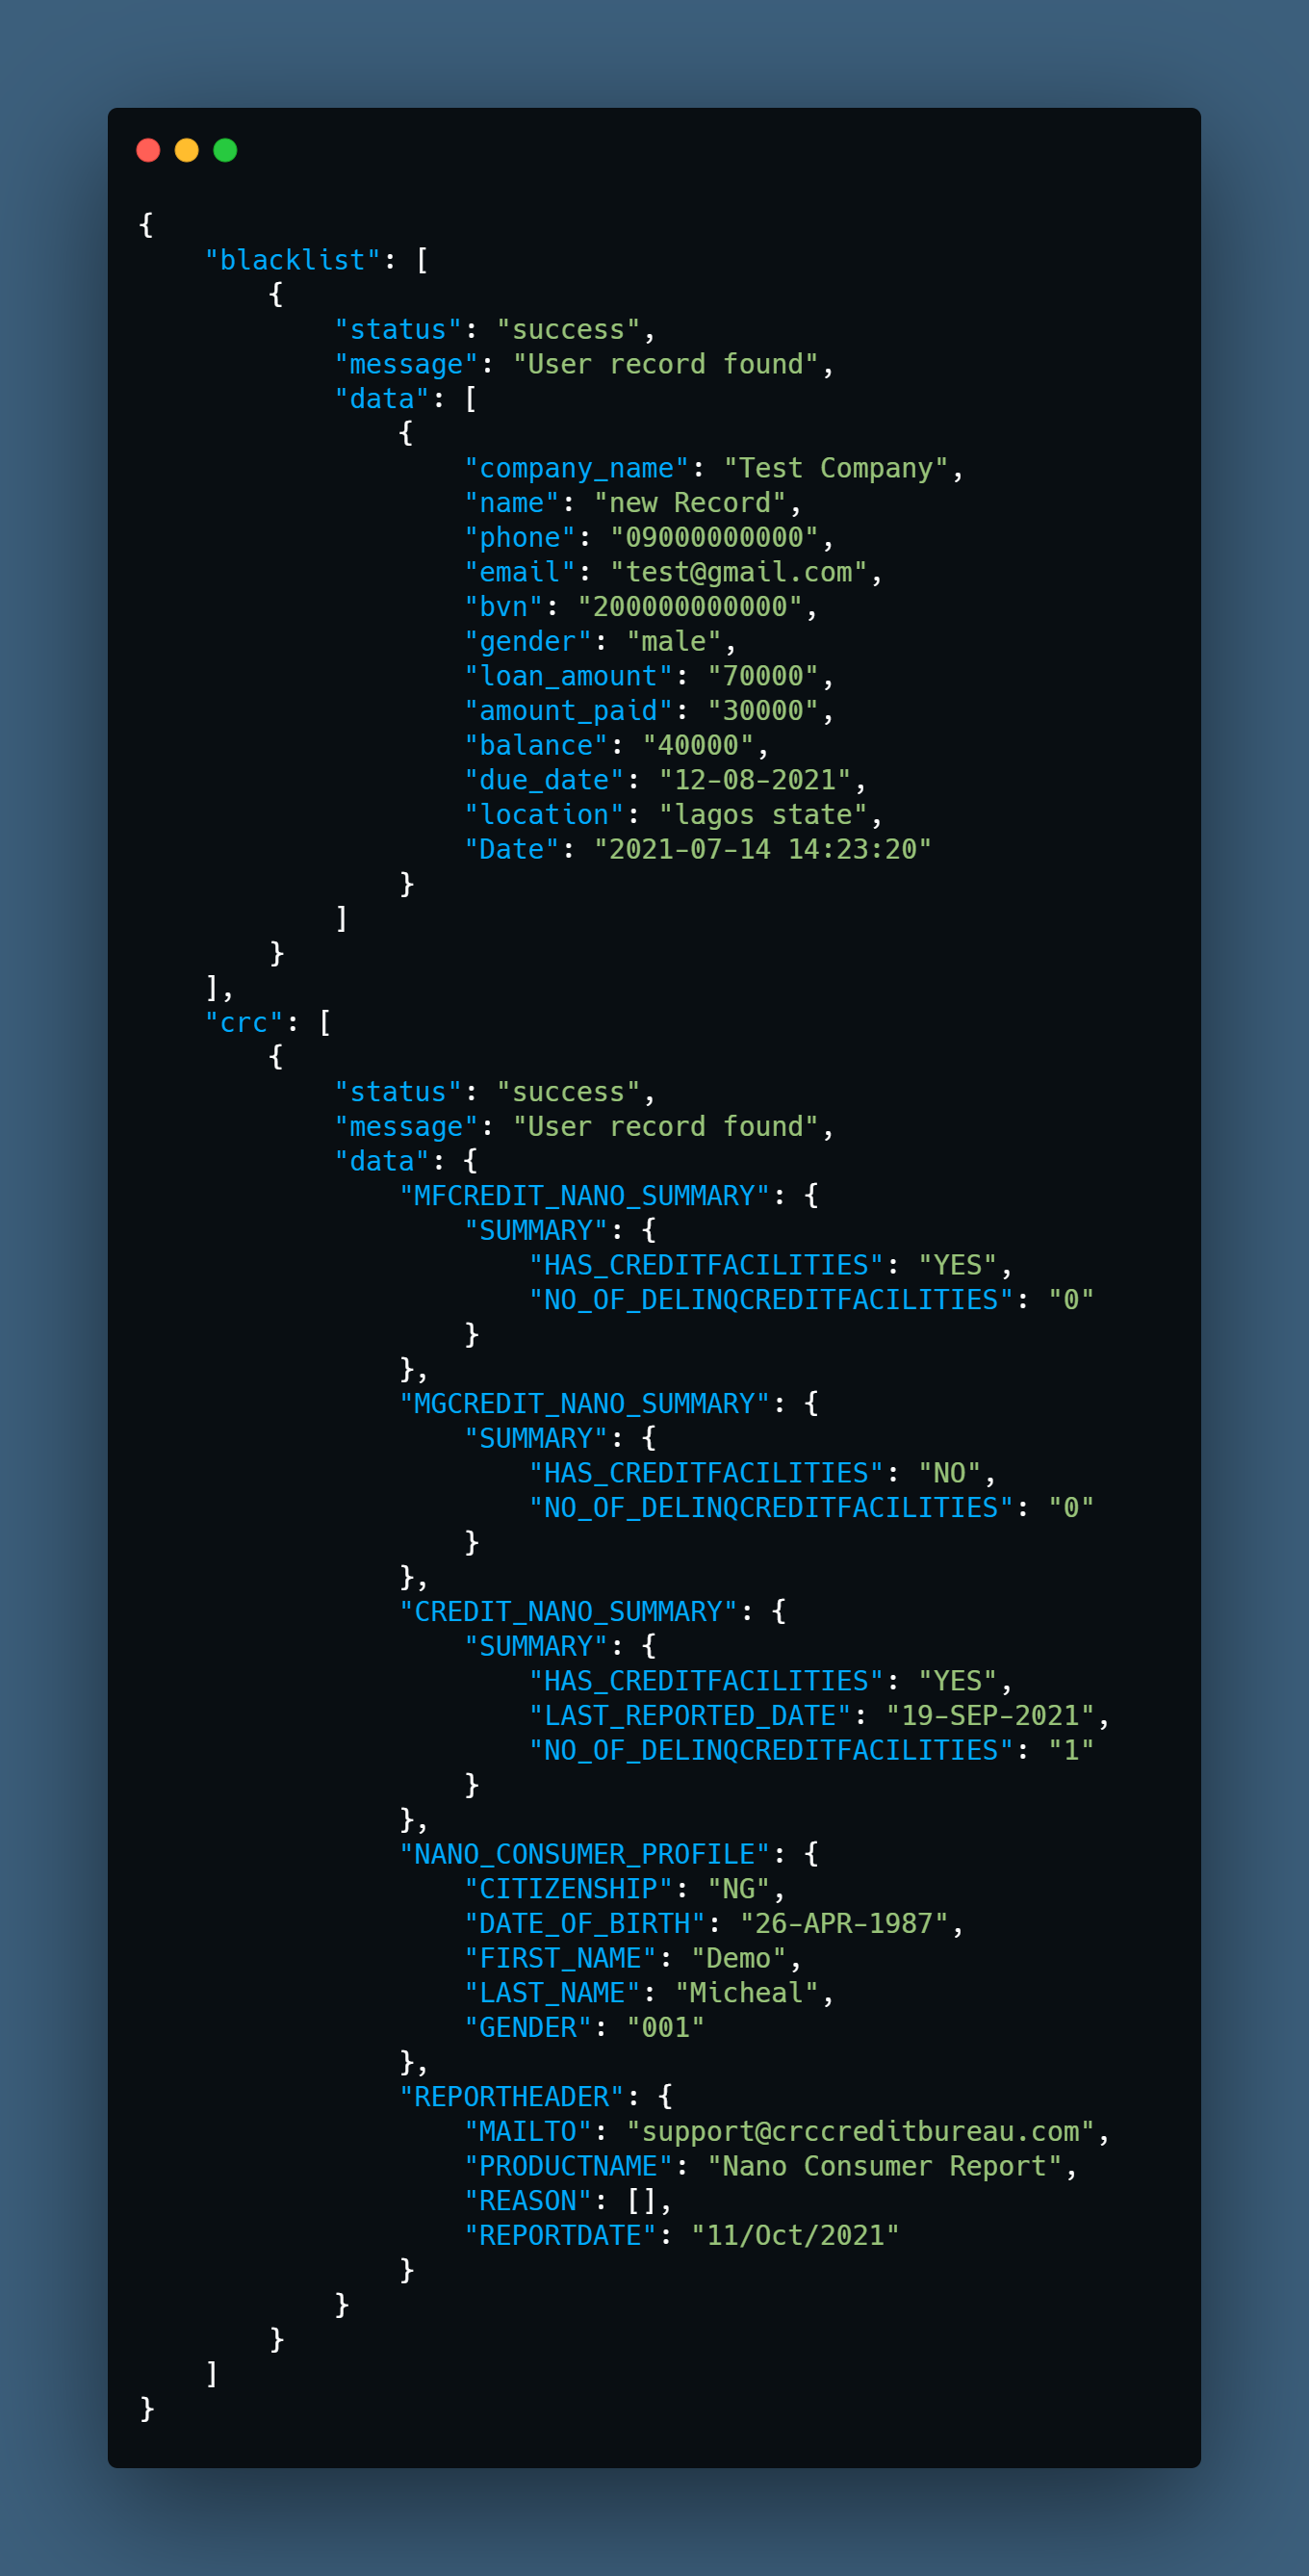 {
    "blacklist": [
        {
            "status": "success",
            "message": "User record found",
            "data": [
                {
                    "company_name": "Test Company",
                    "name": "new Record",
                    "phone": "09000000000",
                    "email": "test@gmail.com",
                    "bvn": "200000000000",
                    "gender": "male",
                    "loan_amount": "70000",
                    "amount_paid": "30000",
                    "balance": "40000",
                    "due_date": "12-08-2021",
                    "location": "lagos state",
                    "Date": "2021-07-14 14:23:20"
                }
            ]
        }
    ],
    "crc": [
        {
            "status": "success",
            "message": "User record found",
            "data": {
                "MFCREDIT_NANO_SUMMARY": {
                    "SUMMARY": {
                        "HAS_CREDITFACILITIES": "YES",
                        "NO_OF_DELINQCREDITFACILITIES": "0"
                    }
                },
                "MGCREDIT_NANO_SUMMARY": {
                    "SUMMARY": {
                        "HAS_CREDITFACILITIES": "NO",
                        "NO_OF_DELINQCREDITFACILITIES": "0"
                    }
                },
                "CREDIT_NANO_SUMMARY": {
                    "SUMMARY": {
                        "HAS_CREDITFACILITIES": "YES",
                        "LAST_REPORTED_DATE": "19-SEP-2021",
                        "NO_OF_DELINQCREDITFACILITIES": "1"
                    }
                },
                "NANO_CONSUMER_PROFILE": {
                    "CITIZENSHIP": "NG",
                    "DATE_OF_BIRTH": "26-APR-1987",
                    "FIRST_NAME": "Demo",
                    "LAST_NAME": "Micheal",
                    "GENDER": "001"
                },
                "REPORTHEADER": {
                    "MAILTO": "support@crccreditbureau.com",
                    "PRODUCTNAME": "Nano Consumer Report",
                    "REASON": [],
                    "REPORTDATE": "11/Oct/2021"
                }
            }
        }
    ]
}